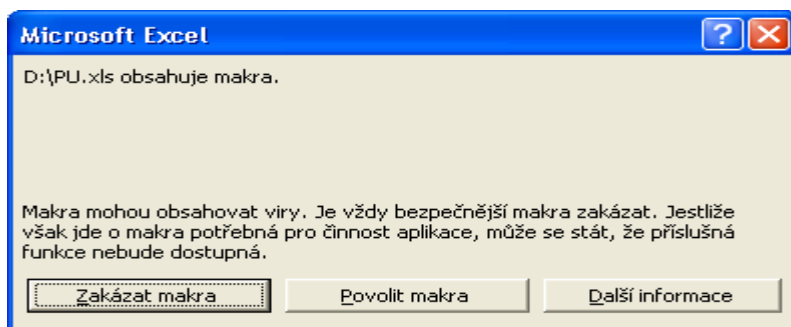 Microsoft Excel
D:\PU.xls obsahuje makra.
Makra mohou obsahovat viry. Je vždy bezpečnější makra zakázat. Jestliže
však jde o makra potřebná pro činnost aplikace, může se stát, že příslušná
funkce nebude dostupná.
Zakázat makra Povolit makra Další informace